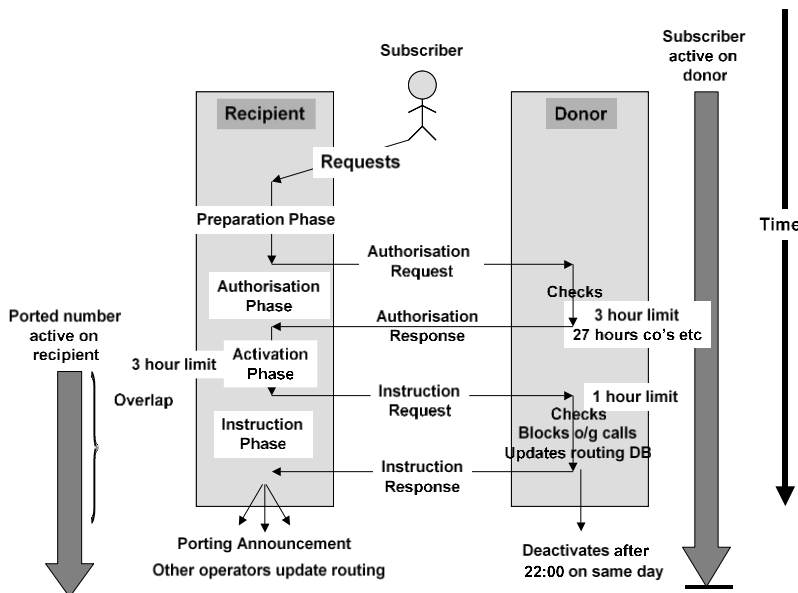 Subscriber
Subscriber
active on
donor
Recipient
Donor
Requests
Preparation Phase
Time
Authorisation
Request
Checks
Authorisation
Phase
3 hour limit
27 hours co's etc
Authorisation
Response
Ported number
active on
recipient
3 hour limit
Activation
Phase
Overlap
Instruction
Request
1 hour limit
Checks
Blocks o/g calls
Updates routing DB
Instruction
Phase
Instruction
Response
Porting Announcement
Other operators update routing
Deactivates after
22:00 on same day